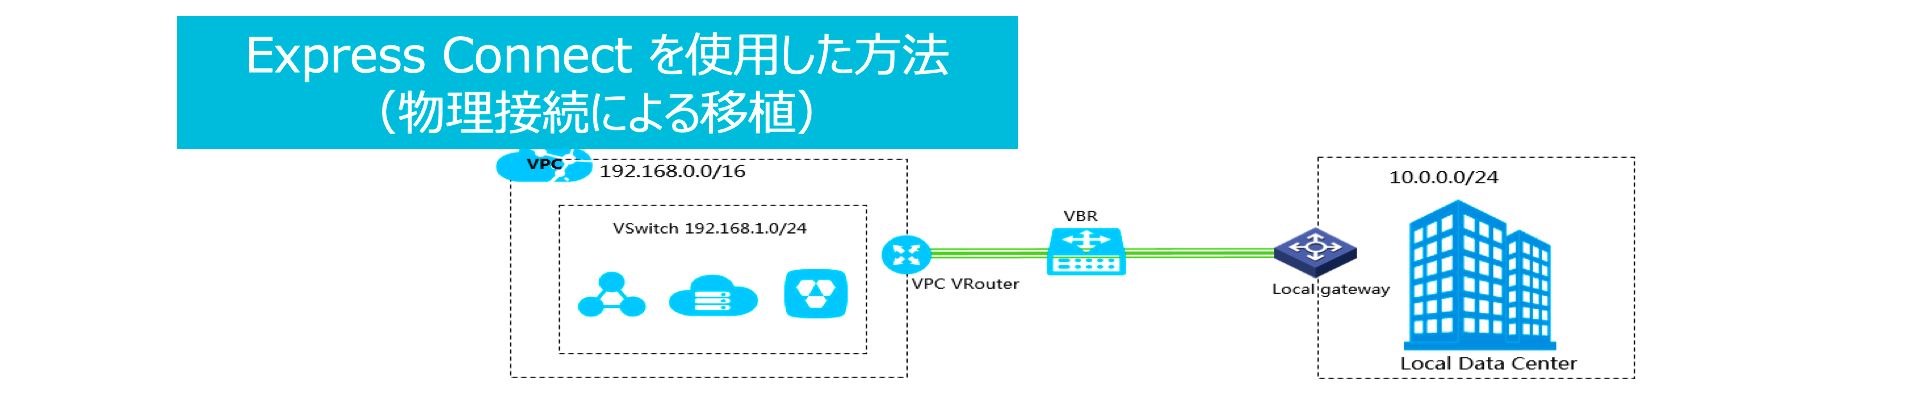 Express Connect を使用した方法
（物理接続による移植）
VPC
192.168.0.0/16
VSwitch 192.168.1.0/24
VPC VRouter
VBR
Local gateway
10.0.0.0/24
Local Data Center